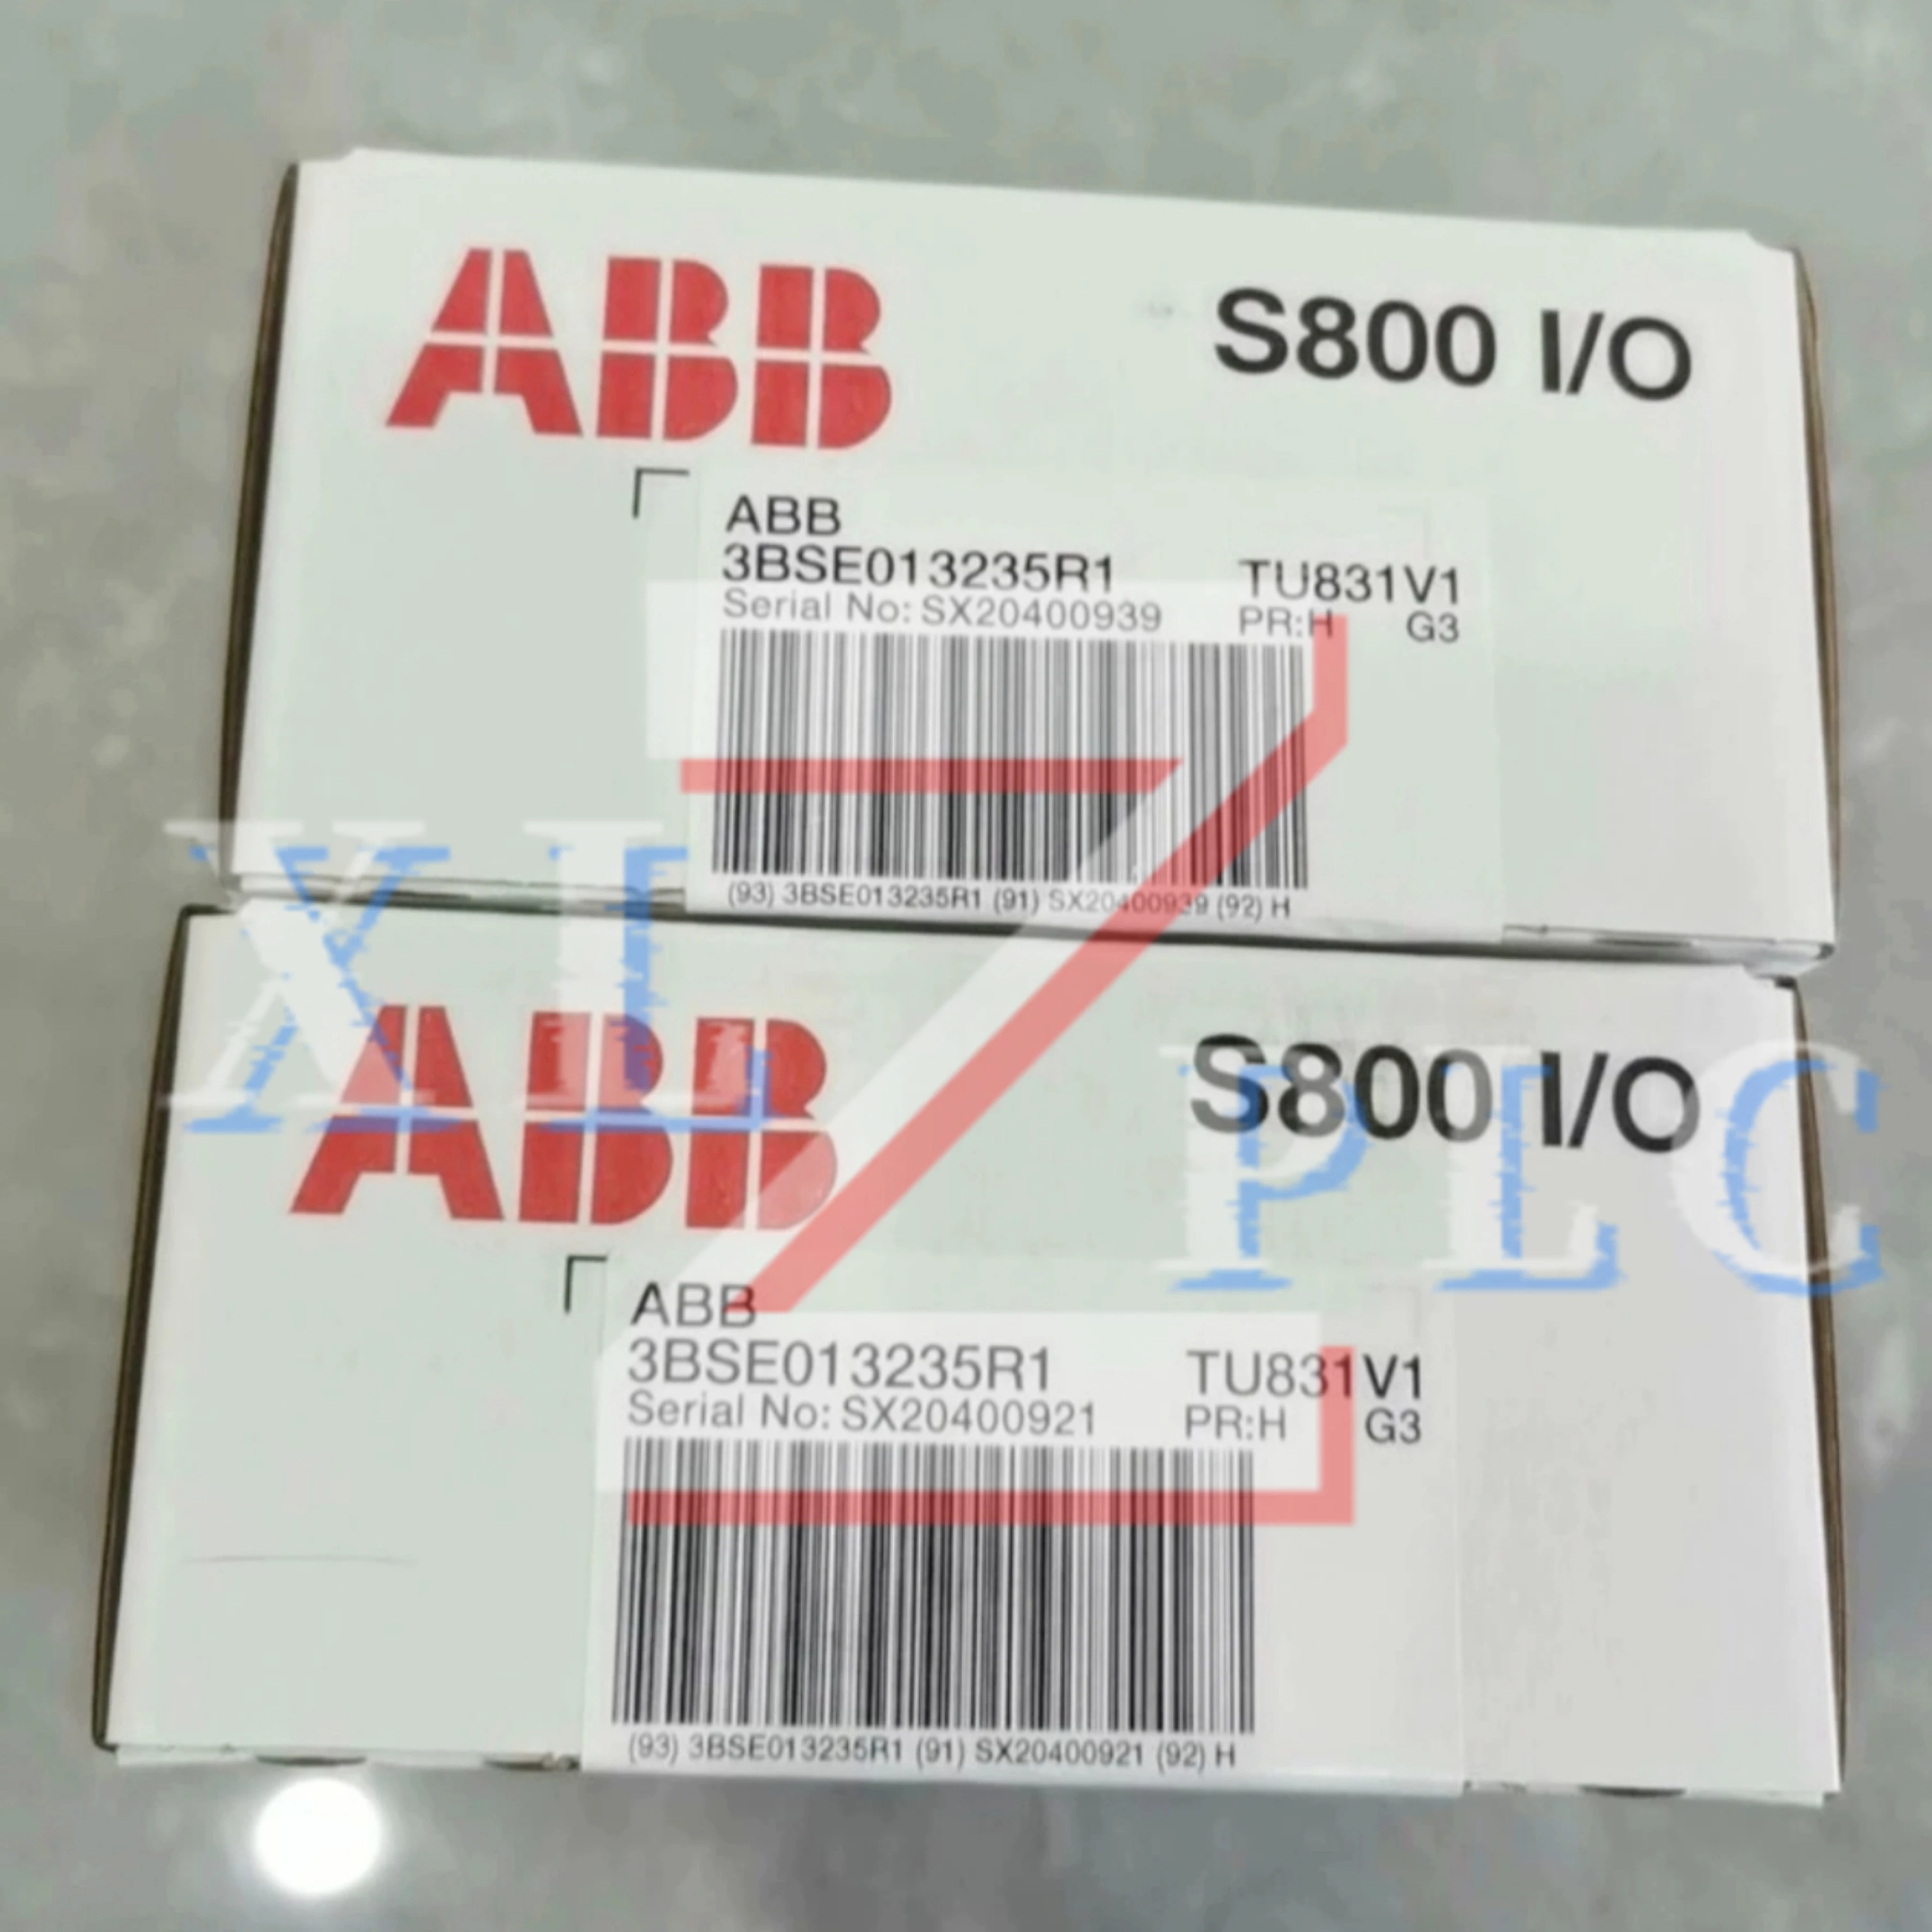 ABB
S800 I/O
ABB
3BSE013235R1 TU831V1
Serial No: SX20400939 PR:H G3
(93) 3BSE013235R1 (91) SX20400939 (92) H
XL PLC
ABB
S800 I/O
ABB
3BSE013235R1 TU831V1
Serial No: SX20400921 PR:H G3
(93) 3BSE013235R1 (91) SX20400921 (92) H